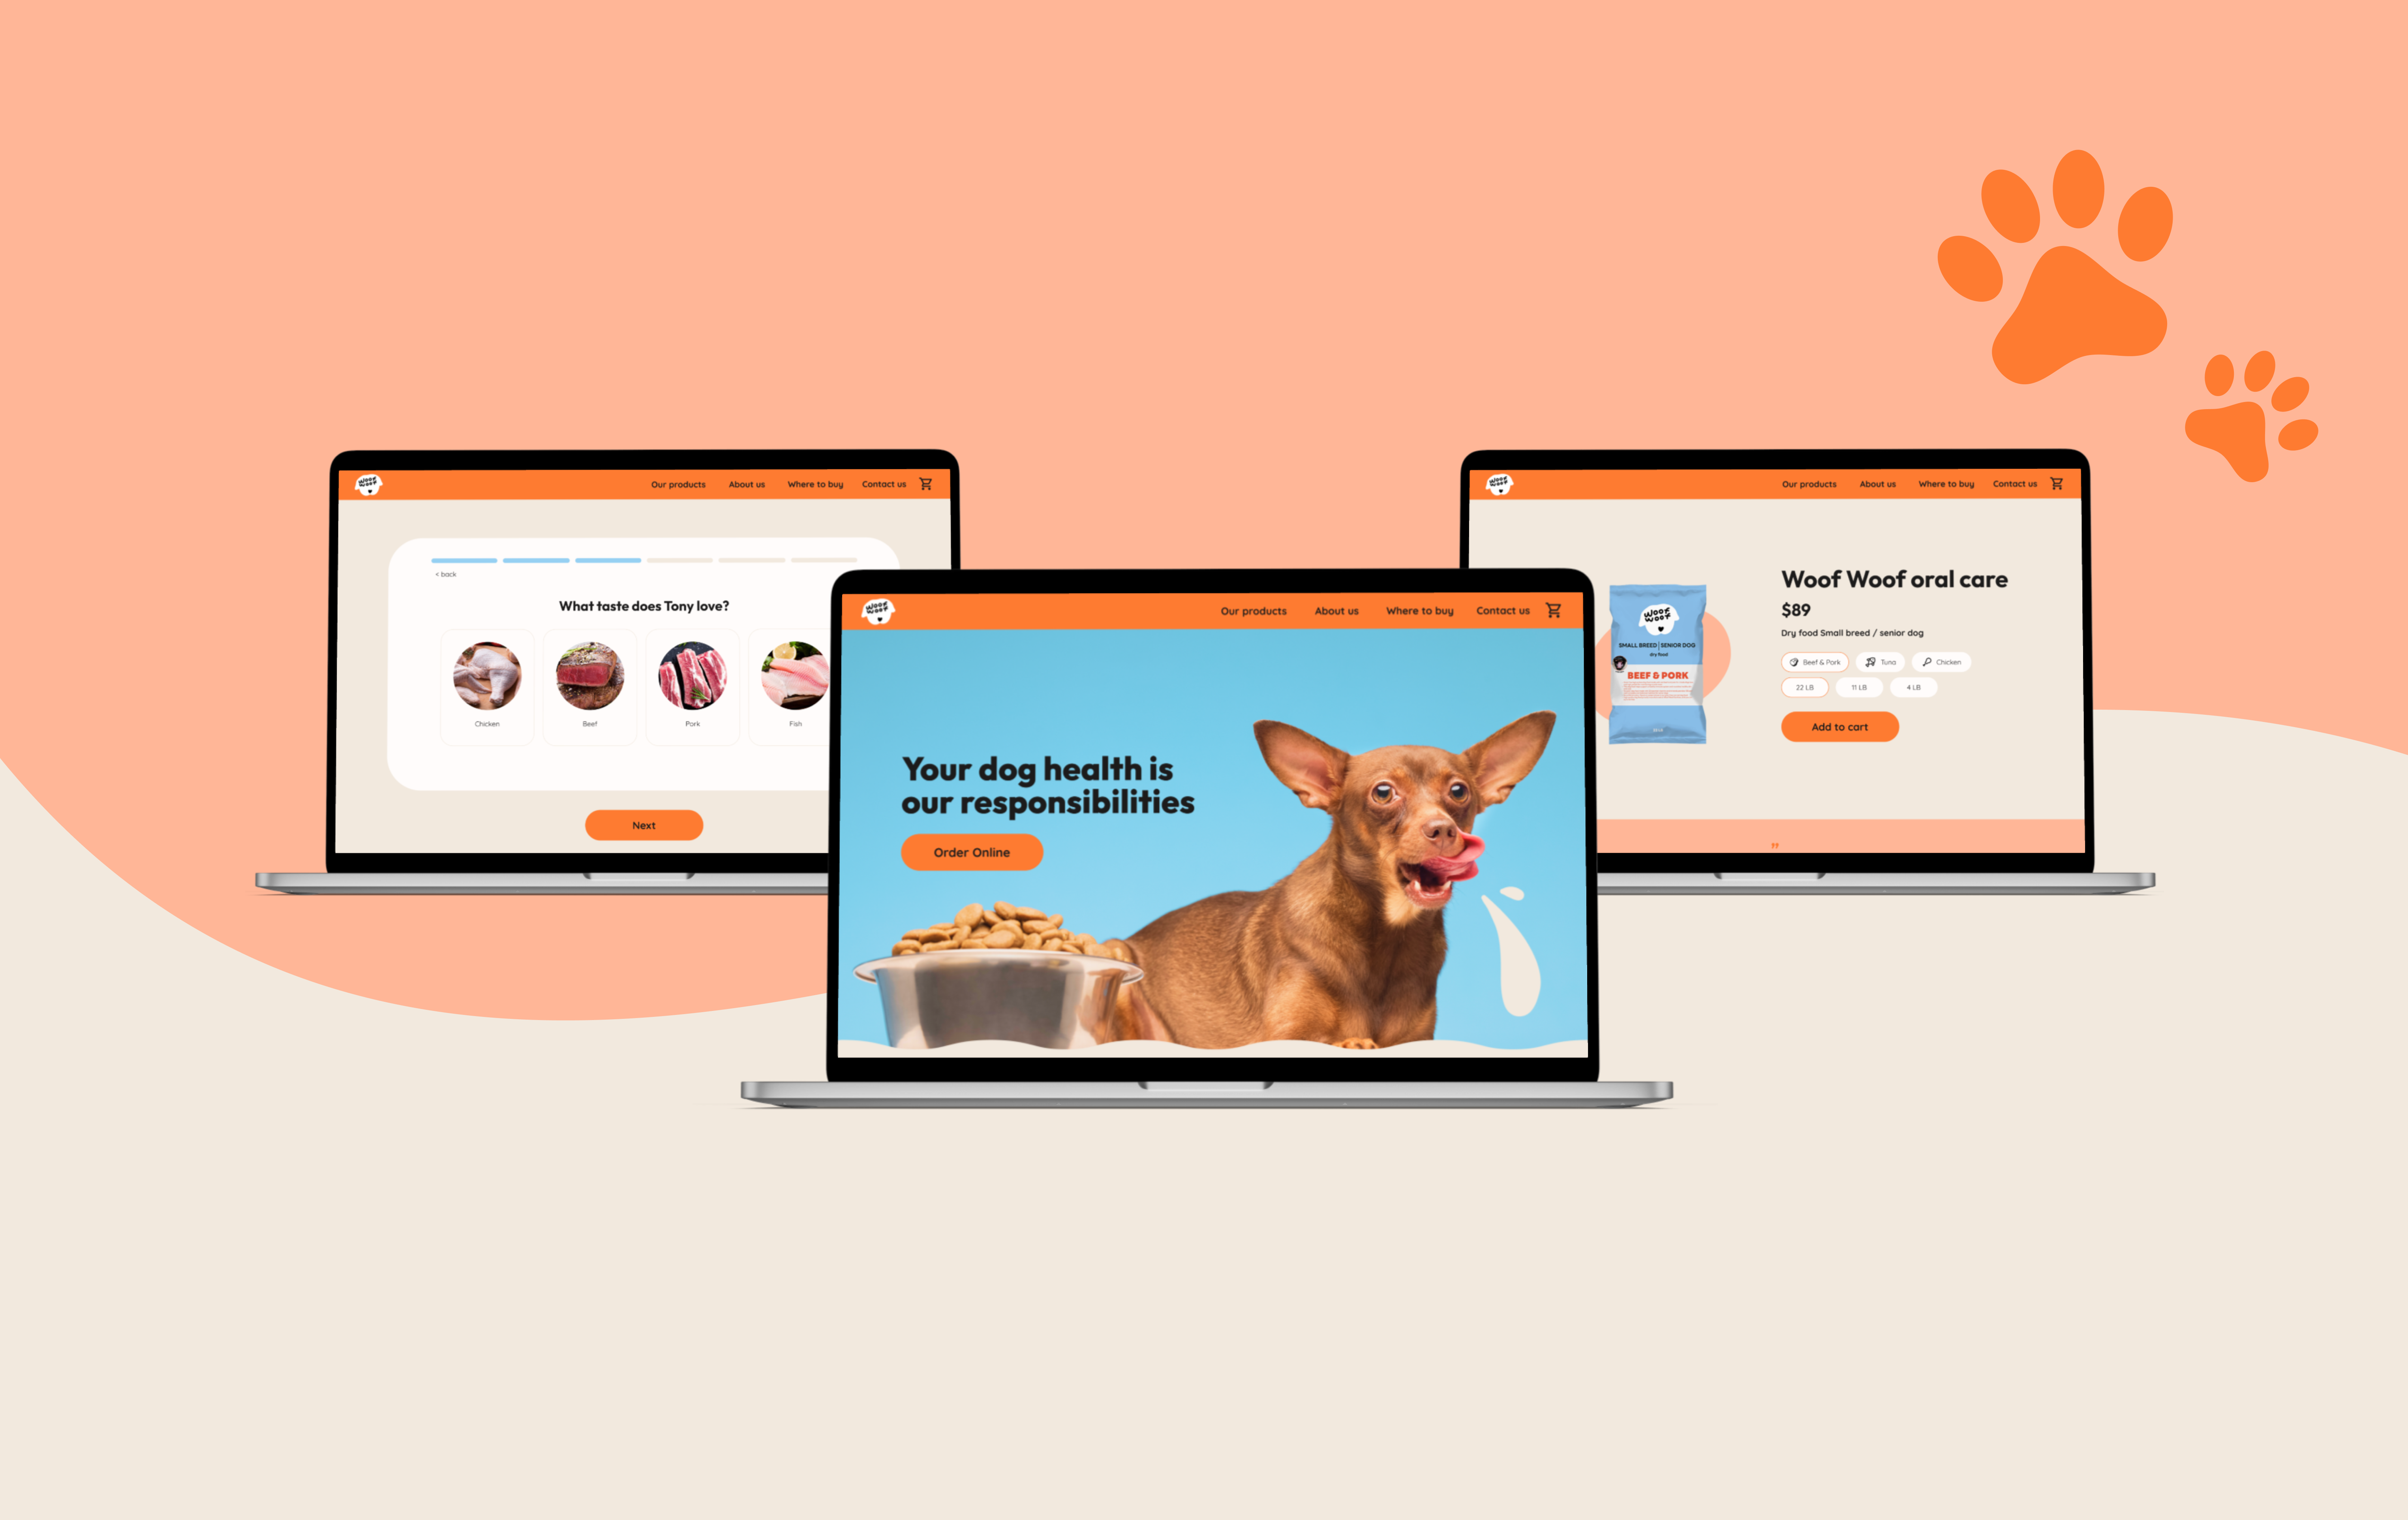 woof
woof
Our products
About us
Where to buy
Contact us
< back
What taste does Tony love?
Chicken
Beef
Pork
Fish
Next
woof
woof
Our products
About us
Where to buy
Contact us
Your dog health is
our responsibilities
Order Online
woof
woof
Our products
About us
Where to buy
Contact us
woof
woof
SMALL BREED | SENIOR DOG
dry food
BEEF & PORK
Woof Woof oral care
$89
Dry food Small breed / senior dog
Beef & Pork
Tuna
Chicken
22 LB
11 LB
4 LB
Add to cart
"